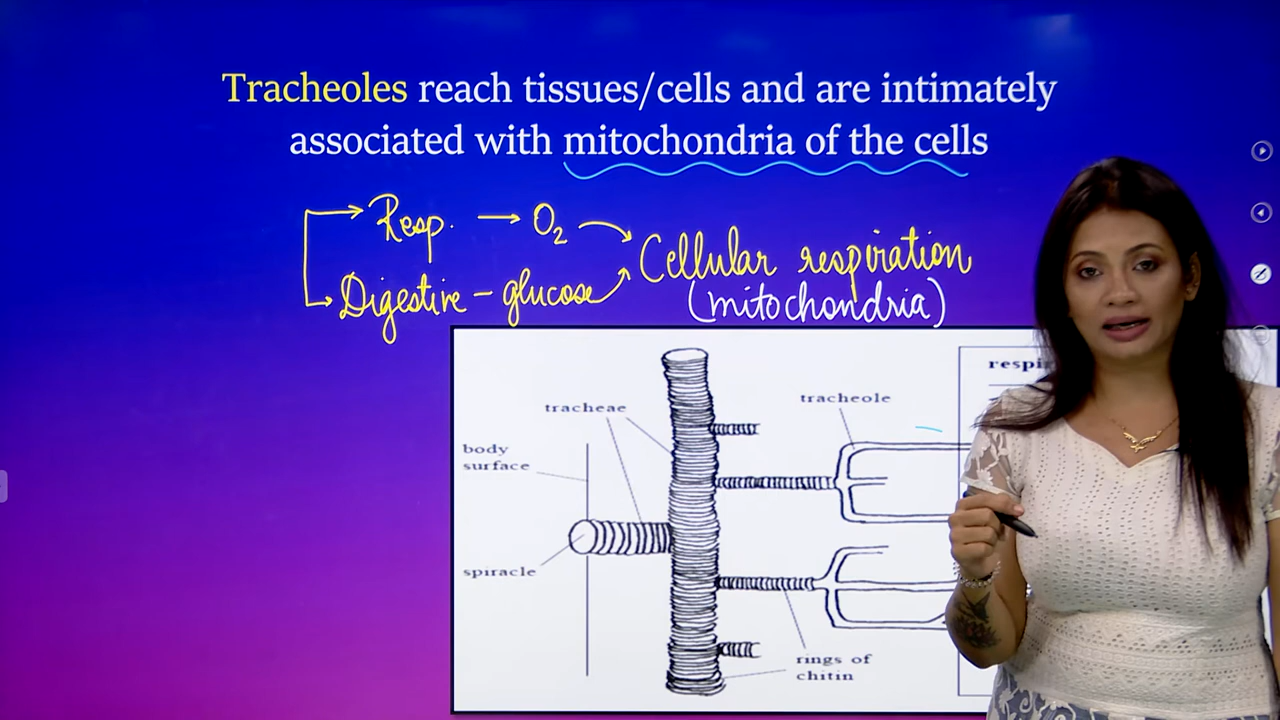 Tracheoles reach tissues/cells and are intimately
associated with mitochondria of the cells
Resp. → O₂
Cellular respiration
Digestive – glucose
(mitochondria)
tracheae
tracheole
body
surface
spiracle
rings of
chitin